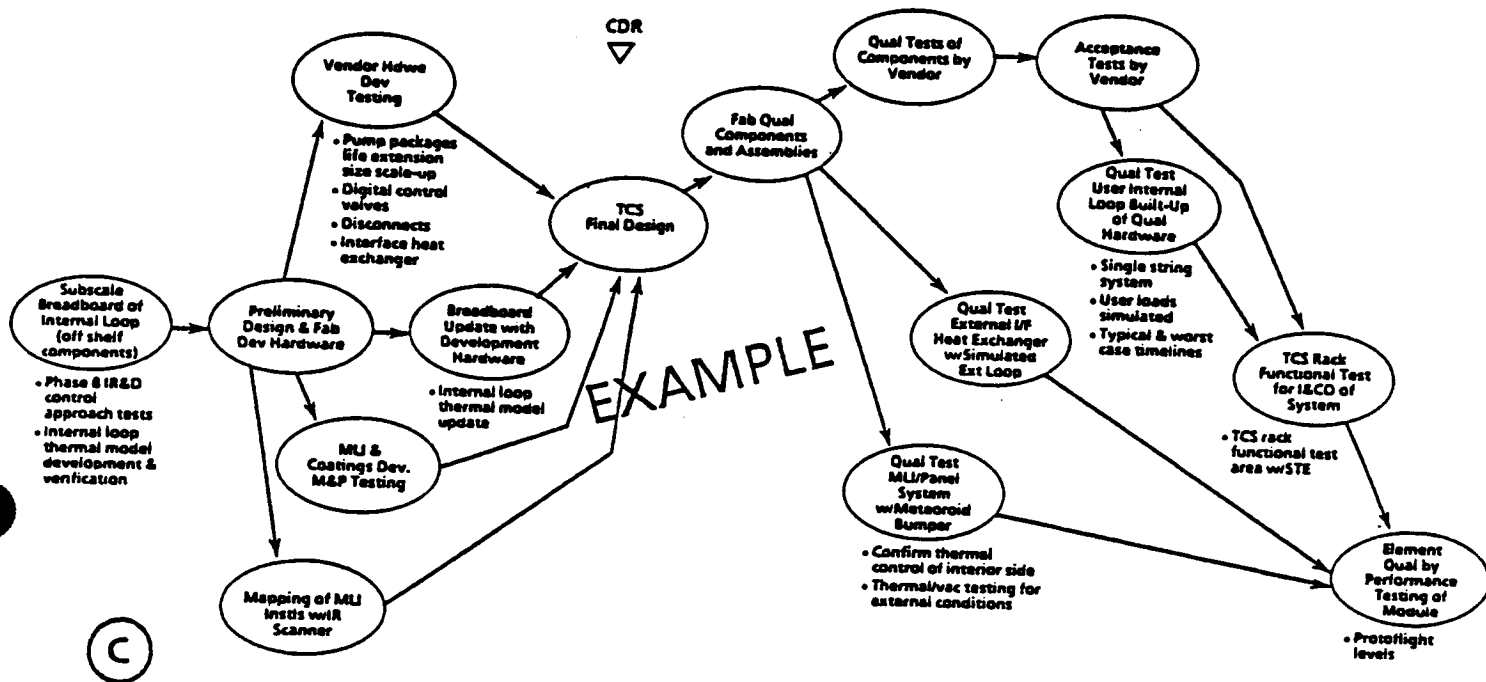 CDR
Vendor Hdwe
Dev
Testing
• Pump packages
life extension
size scale-up
• Digital control
valves
• Disconnects
• Interface heat
exchanger
Qual Tests of
Components by
Vendor
Acceptance
Tests by
Vendor
Fab Qual
Components
and Assemblies
TCS
Final Design
Qual Test
User Internal
Loop Built-Up
of Qual
Hardware
• Single string
system
• User loads
simulated
• Typical & worst
case timelines
Subscale
Breadboard of
Internal Loop
(off shelf
components)
• Phase B IR&D
control
approach tests
• Internal loop
thermal model
development &
verification
Preliminary
Design & Fab
Dev Hardware
Breadboard
Update with
Development
Hardware
• Internal loop
thermal model
update
EXAMPLE
Qual Test
External I/F
Heat Exchanger
w/Simulated
Ext Loop
TCS Rack
Functional Test
for I&CO of
System
• TCS rack
functional test
area w/STE
MLI &
Coatings Dev.
M&P Testing
Qual Test
MLI/Panel
System
w/Meteoroid
Bumper
• Confirm thermal
control of interior side
• Thermal/vac testing for
external conditions
Mapping of MLI
Instls w/IR
Scanner
Element
Qual by
Performance
Testing of
Module
• Protoflight
levels
C